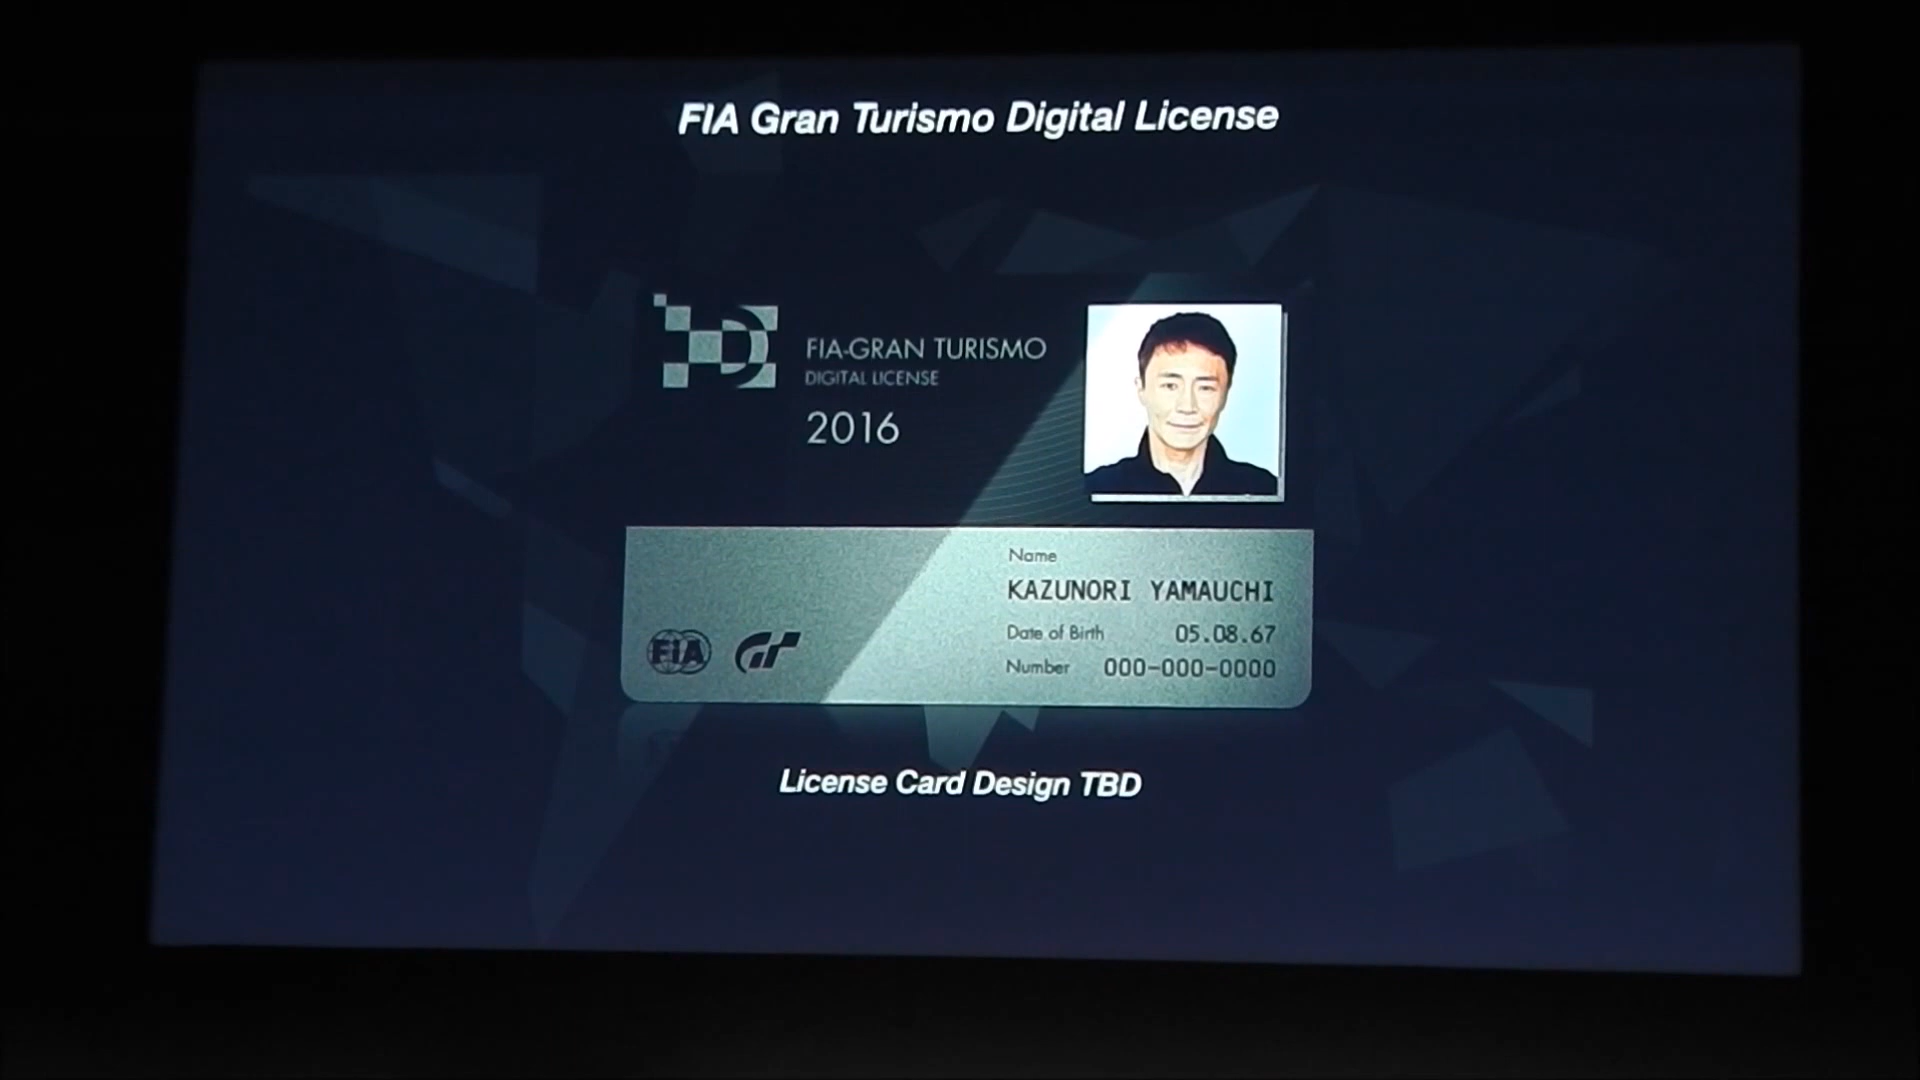 FIA Gran Turismo Digital License
FIA-GRAN TURISMO
DIGITAL LICENSE
2016
Name
KAZUNORI YAMAUCHI
Date of Birth 05.08.67
Number 000-000-0000
FIA
License Card Design TBD